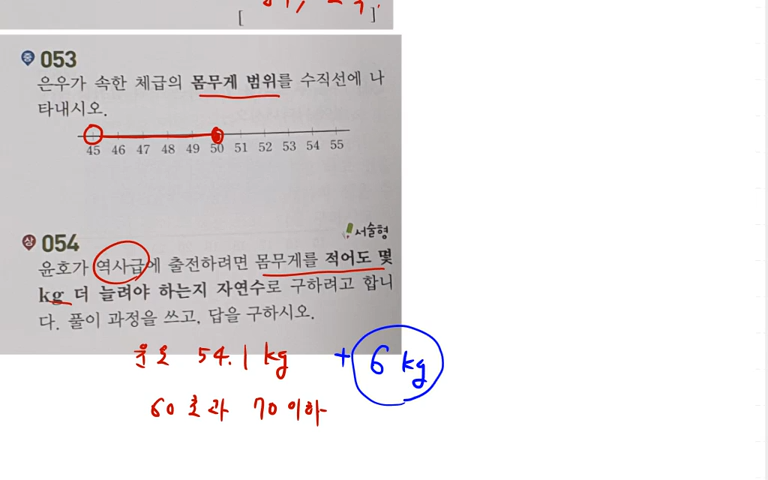 [ ]
중 053
은우가 속한 체급의 몸무게 범위를 수직선에 나
타내시오.
45 46 47 48 49 50 51 52 53 54 55
서술형
상 054
윤호가 역사급에 출전하려면 몸무게를 적어도 몇
kg 더 늘려야 하는지 자연수로 구하려고 합니
다. 풀이 과정을 쓰고, 답을 구하시오.
윤호 54.1 kg + 6 kg
60 초과 70 이하